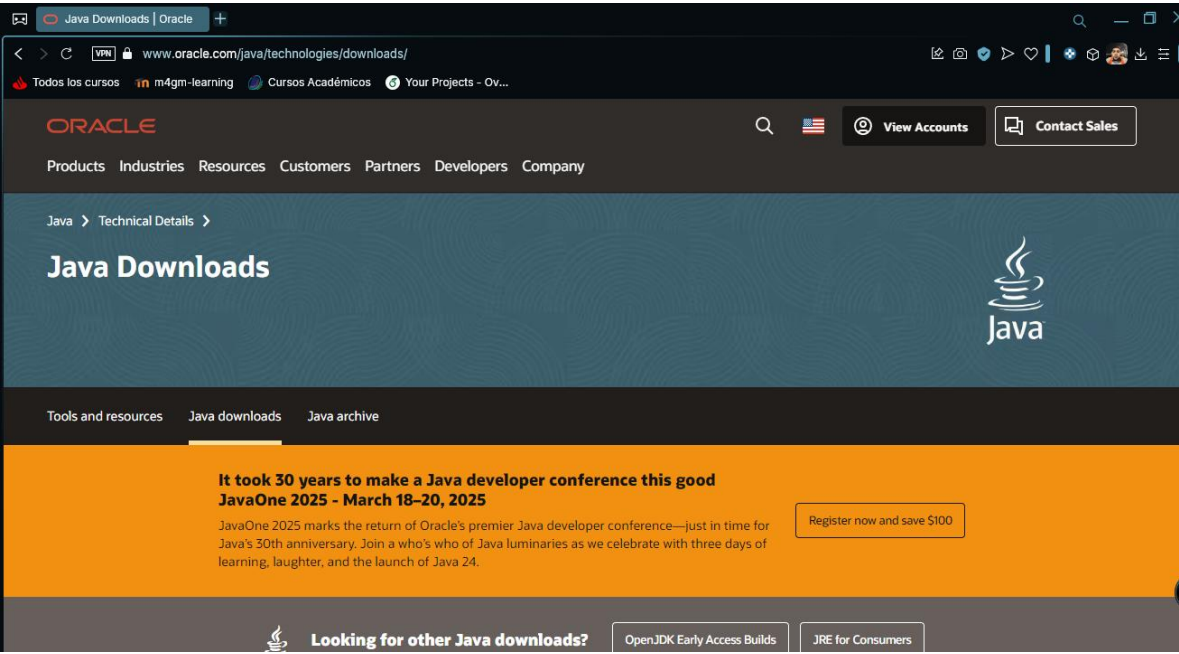 Java Downloads | Oracle
VPN www.oracle.com/java/technologies/downloads/
Todos los cursos m4gm-learning Cursos Académicos Your Projects - Ov...
ORACLE
View Accounts Contact Sales
Products Industries Resources Customers Partners Developers Company
Java > Technical Details >
Java Downloads
Java
Tools and resources Java downloads Java archive
It took 30 years to make a Java developer conference this good
JavaOne 2025 - March 18–20, 2025
Register now and save $100
JavaOne 2025 marks the return of Oracle's premier Java developer conference—just in time for
Java's 30th anniversary. Join a who's who of Java luminaries as we celebrate with three days of
learning, laughter, and the launch of Java 24.
Looking for other Java downloads? OpenJDK Early Access Builds JRE for Consumers